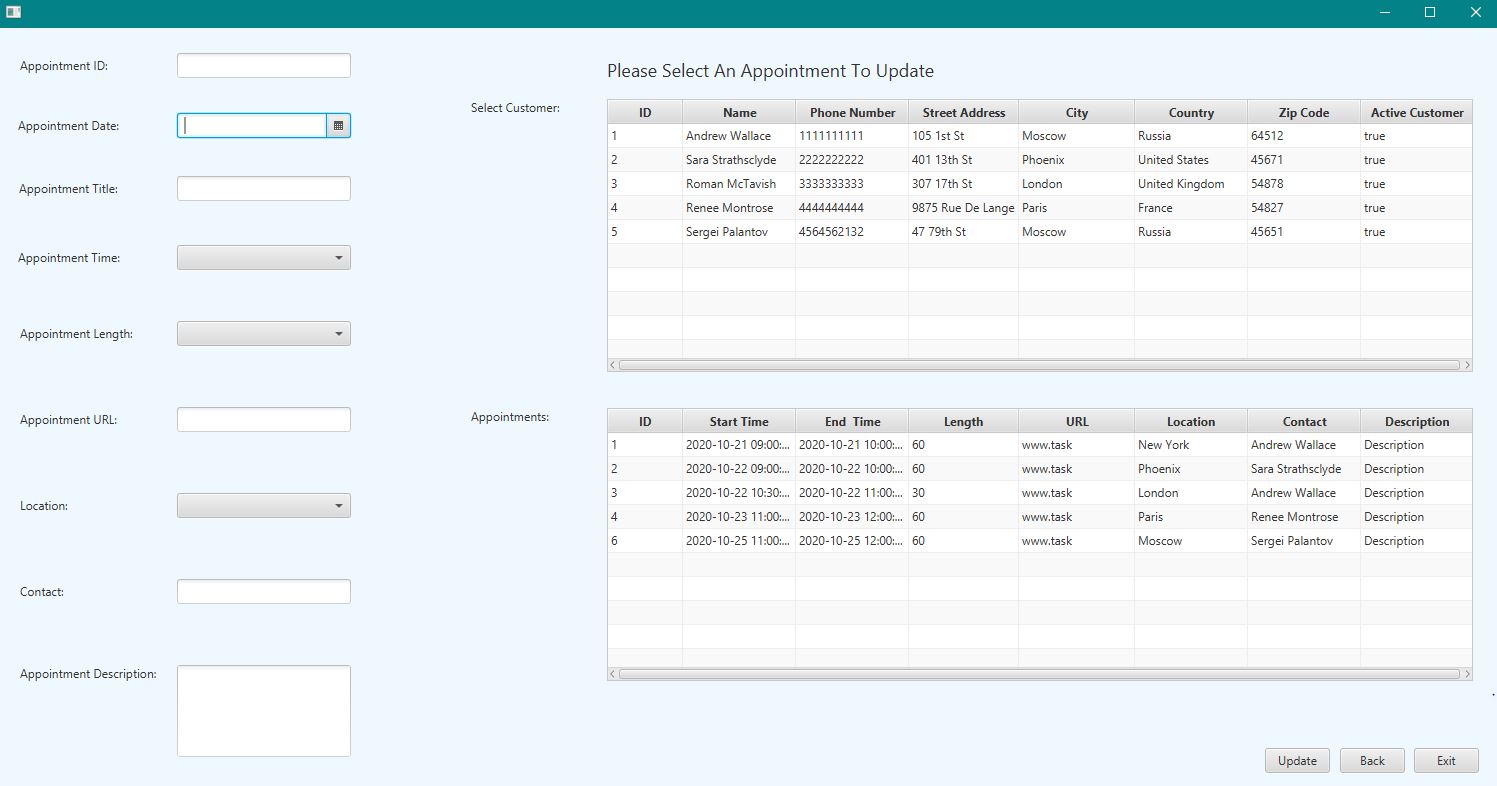 Appointment ID:
Appointment Date:
Appointment Title:
Appointment Time:
Appointment Length:
Appointment URL:
Location:
Contact:
Appointment Description:
Please Select An Appointment To Update
Select Customer:
ID Name Phone Number Street Address City Country Zip Code Active Customer
1 Andrew Wallace 1111111111 105 1st St Moscow Russia 64512 true
2 Sara Strathsclyde 2222222222 401 13th St Phoenix United States 45671 true
3 Roman McTavish 3333333333 307 17th St London United Kingdom 54878 true
4 Renee Montrose 4444444444 9875 Rue De Lange Paris France 54827 true
5 Sergei Palantov 4564562132 47 79th St Moscow Russia 45651 true
Appointments:
ID Start Time End Time Length URL Location Contact Description
1 2020-10-21 09:00:... 2020-10-21 10:00:... 60 www.task New York Andrew Wallace Description
2 2020-10-22 09:00:... 2020-10-22 10:00:... 60 www.task Phoenix Sara Strathsclyde Description
3 2020-10-22 10:30:... 2020-10-22 11:00:... 30 www.task London Andrew Wallace Description
4 2020-10-23 11:00:... 2020-10-23 12:00:... 60 www.task Paris Renee Montrose Description
6 2020-10-25 11:00:... 2020-10-25 12:00:... 60 www.task Moscow Sergei Palantov Description
Update Back Exit